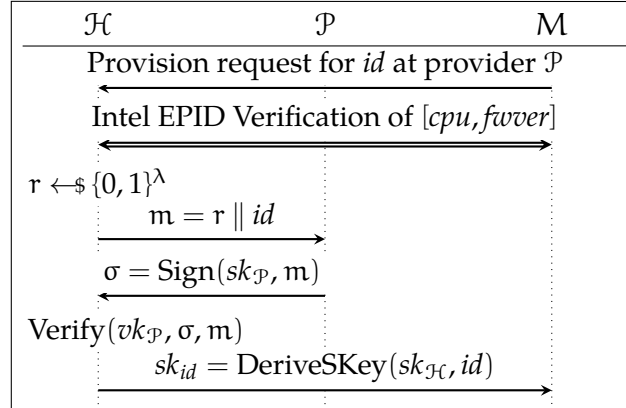 ℋ 𝒫 M
Provision request for id at provider 𝒫
Intel EPID Verification of [cpu, fwver]
r ←$ {0, 1}^λ
m = r ∥ id
σ = Sign(sk_𝒫, m)
Verify(vk_𝒫, σ, m)
sk_id = DeriveSKey(sk_ℋ, id)